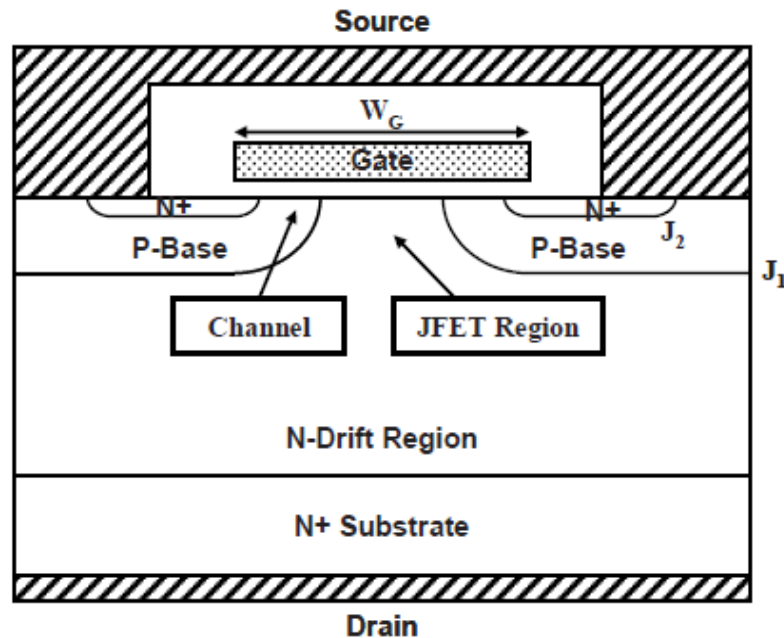 Source
W_G
Gate
N+ N+
P-Base P-Base J_2
J_1
Channel JFET Region
N-Drift Region
N+ Substrate
Drain